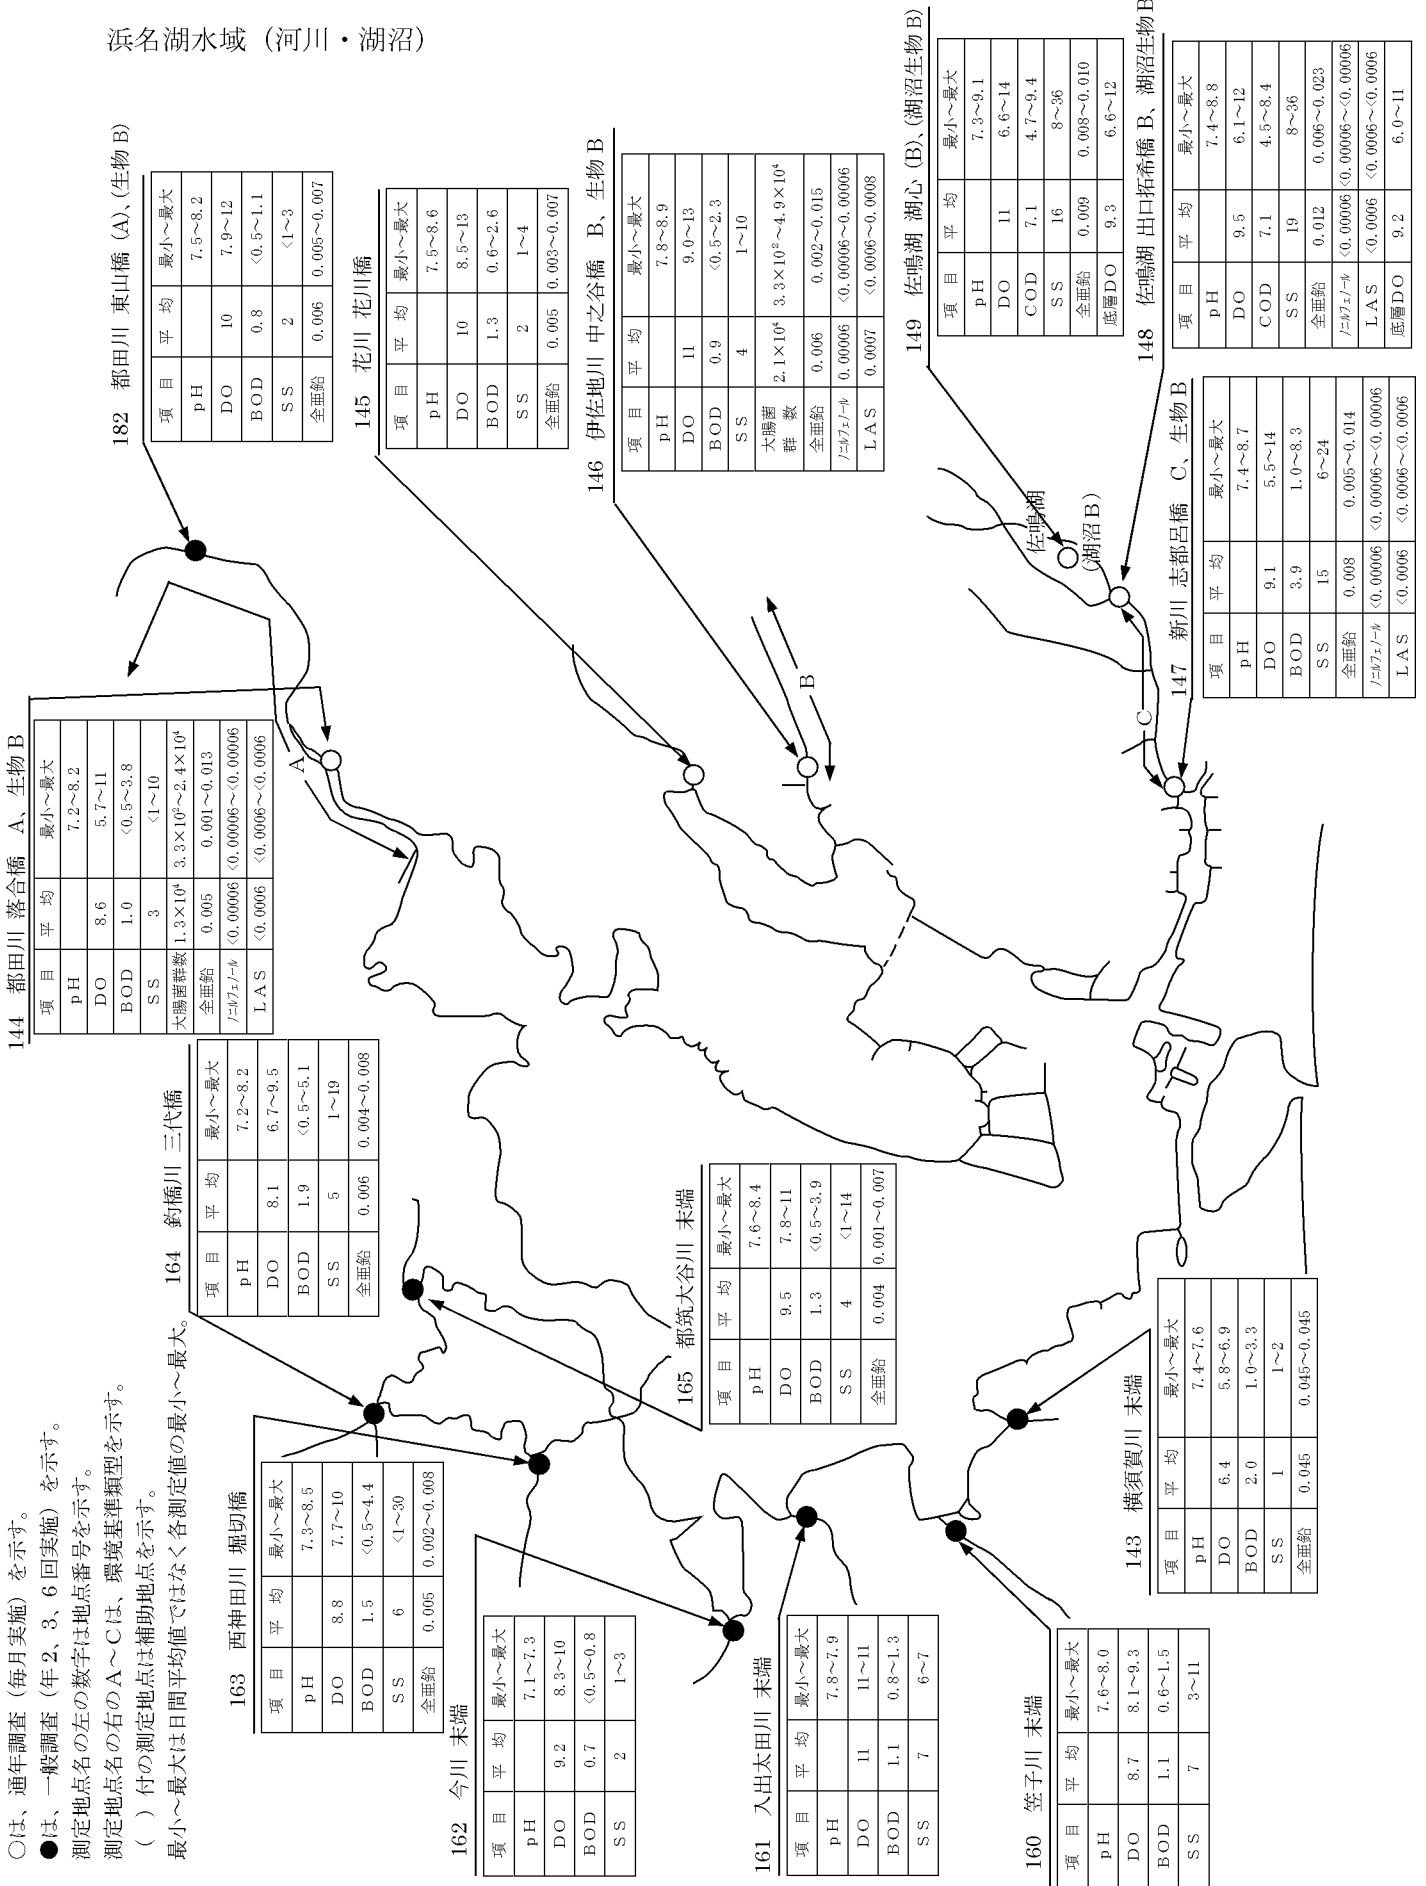 浜名湖水域（河川・湖沼）
○は、通年調査（毎月実施）を示す。
●は、一般調査（年2、3、6回実施）を示す。
測定地点名の左の数字は地点番号を示す。
測定地点名の右のA～Cは、環境基準類型を示す。
（　）付の測定地点は補助地点を示す。
最小～最大は日間平均値ではなく各測定値の最小～最大。
144 都田川 落合橋 A、生物B
項 目 平 均 最小～最大
pH 7.2～8.2
DO 8.6 5.7～11
BOD 1.0 <0.5～3.8
SS 3 <1～10
大腸菌群数 1.3×10⁴ 3.3×10²～2.4×10⁴
全亜鉛 0.005 0.001～0.013
ノニルフェノール <0.00006 <0.00006～<0.00006
LAS <0.0006 <0.0006～<0.0006
182 都田川 東山橋 (A)、(生物B)
項 目 平 均 最小～最大
pH 7.5～8.2
DO 10 7.9～12
BOD 0.8 <0.5～1.1
SS 2 <1～3
全亜鉛 0.006 0.005～0.007
145 花川 花川橋
項 目 平 均 最小～最大
pH 7.5～8.6
DO 10 8.5～13
BOD 1.3 0.6～2.6
SS 2 1～4
全亜鉛 0.005 0.003～0.007
146 伊佐地川 中之谷橋 B、生物B
項 目 平 均 最小～最大
pH 7.8～8.9
DO 11 9.0～13
BOD 0.9 <0.5～2.3
SS 4 1～10
大腸菌
群 数 2.1×10⁴ 3.3×10²～4.9×10⁴
全亜鉛 0.006 0.002～0.015
ノニルフェノール 0.00006 <0.00006～0.00006
LAS 0.0007 <0.0006～0.0008
149 佐鳴湖 湖心 (B)、(湖沼生物B)
項 目 平 均 最小～最大
pH 7.3～9.1
DO 11 6.6～14
COD 7.1 4.7～9.4
SS 16 8～36
全亜鉛 0.009 0.008～0.010
底層DO 9.3 6.6～12
148 佐鳴湖 出口拓希橋 B、湖沼生物B
項 目 平 均 最小～最大
pH 7.4～8.8
DO 9.5 6.1～12
COD 7.1 4.5～8.4
SS 19 8～36
全亜鉛 0.012 0.006～0.023
ノニルフェノール <0.00006 <0.00006～<0.00006
LAS <0.0006 <0.0006～<0.0006
底層DO 9.2 6.0～11
147 新川 志都呂橋 C、生物B
項 目 平 均 最小～最大
pH 7.4～8.7
DO 9.1 5.5～14
BOD 3.9 1.0～8.3
SS 15 6～24
全亜鉛 0.008 0.005～0.014
ノニルフェノール <0.00006 <0.00006～<0.00006
LAS <0.0006 <0.0006～<0.0006
164 釣橋川 三代橋
項 目 平 均 最小～最大
pH 7.2～8.2
DO 8.1 6.7～9.5
BOD 1.9 <0.5～5.1
SS 5 1～19
全亜鉛 0.006 0.004～0.008
163 西神田川 堀切橋
項 目 平 均 最小～最大
pH 7.3～8.5
DO 8.8 7.7～10
BOD 1.5 <0.5～4.4
SS 6 <1～30
全亜鉛 0.005 0.002～0.008
165 都筑大谷川 末端
項 目 平 均 最小～最大
pH 7.6～8.4
DO 9.5 7.8～11
BOD 1.3 <0.5～3.9
SS 4 <1～14
全亜鉛 0.004 0.001～0.007
162 今川 末端
項 目 平 均 最小～最大
pH 7.1～7.3
DO 9.2 8.3～10
BOD 0.7 <0.5～0.8
SS 2 1～3
161 入出太田川 末端
項 目 平 均 最小～最大
pH 7.8～7.9
DO 11 11～11
BOD 1.1 0.8～1.3
SS 7 6～7
160 笠子川 末端
項 目 平 均 最小～最大
pH 7.6～8.0
DO 8.7 8.1～9.3
BOD 1.1 0.6～1.5
SS 7 3～11
143 横須賀川 末端
項 目 平 均 最小～最大
pH 7.4～7.6
DO 6.4 5.8～6.9
BOD 2.0 1.0～3.3
SS 1 1～2
全亜鉛 0.045 0.045～0.045
A
B
C
佐鳴湖
(湖沼B)